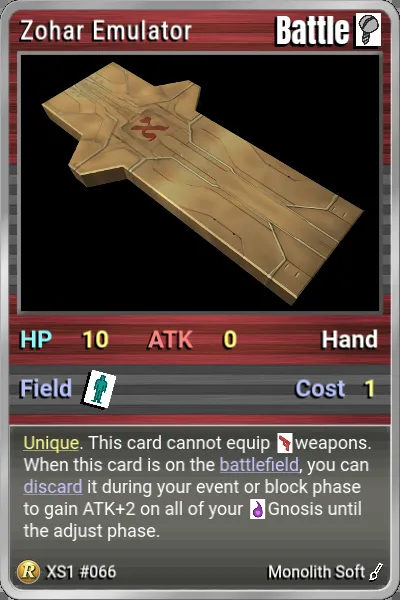 Zohar Emulator Battle
HP 10 ATK 0 Hand
Field Cost 1
Unique. This card cannot equip weapons.
When this card is on the battlefield, you can
discard it during your event or block phase
to gain ATK+2 on all of your Gnosis until
the adjust phase.
R XS1 #066 Monolith Soft